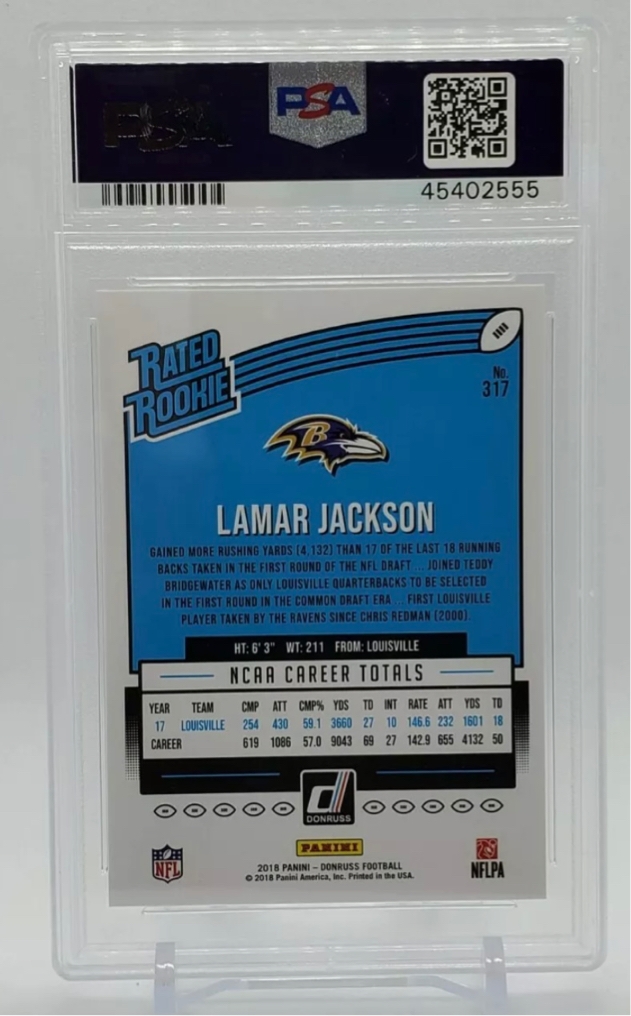 PSA
PSA
45402555
RATED
ROOKIE
No.
317
B
LAMAR JACKSON
GAINED MORE RUSHING YARDS (4,132) THAN 17 OF THE LAST 18 RUNNING
BACKS TAKEN IN THE FIRST ROUND OF THE NFL DRAFT ... JOINED TEDDY
BRIDGEWATER AS ONLY LOUISVILLE QUARTERBACKS TO BE SELECTED
IN THE FIRST ROUND IN THE COMMON DRAFT ERA ... FIRST LOUISVILLE
PLAYER TAKEN BY THE RAVENS SINCE CHRIS REDMAN (2000).
HT: 6' 3" WT: 211 FROM: LOUISVILLE
NCAA CAREER TOTALS
YEAR TEAM CMP ATT CMP% YDS TD INT RATE ATT YDS TD
17 LOUISVILLE 254 430 59.1 3660 27 10 146.6 232 1601 18
CAREER 619 1086 57.0 9043 69 27 142.9 655 4132 50
d
DONRUSS
PANINI
NFL
2018 PANINI – DONRUSS FOOTBALL
© 2018 Panini America, Inc. Printed in the USA.
NFLPA